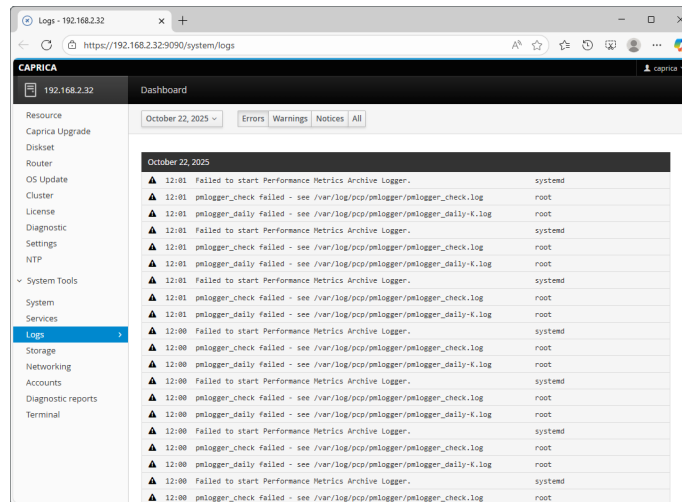 Logs - 192.168.2.32
https://192.168.2.32:9090/system/logs
CAPRICA
caprica
192.168.2.32
Dashboard
Resource
Caprica Upgrade
Diskset
Router
OS Update
Cluster
License
Diagnostic
Settings
NTP
System Tools
System
Services
Logs
Storage
Networking
Accounts
Diagnostic reports
Terminal
October 22, 2025
Errors Warnings Notices All
October 22, 2025
12:01 Failed to start Performance Metrics Archive Logger. systemd
12:01 pmlogger_check failed - see /var/log/pcp/pmlogger/pmlogger_check.log root
12:01 pmlogger_daily failed - see /var/log/pcp/pmlogger/pmlogger_daily-K.log root
12:01 Failed to start Performance Metrics Archive Logger. systemd
12:01 pmlogger_check failed - see /var/log/pcp/pmlogger/pmlogger_check.log root
12:01 pmlogger_daily failed - see /var/log/pcp/pmlogger/pmlogger_daily-K.log root
12:01 Failed to start Performance Metrics Archive Logger. systemd
12:01 pmlogger_check failed - see /var/log/pcp/pmlogger/pmlogger_check.log root
12:01 pmlogger_daily failed - see /var/log/pcp/pmlogger/pmlogger_daily-K.log root
12:00 Failed to start Performance Metrics Archive Logger. systemd
12:00 pmlogger_check failed - see /var/log/pcp/pmlogger/pmlogger_check.log root
12:00 pmlogger_daily failed - see /var/log/pcp/pmlogger/pmlogger_daily-K.log root
12:00 Failed to start Performance Metrics Archive Logger. systemd
12:00 pmlogger_check failed - see /var/log/pcp/pmlogger/pmlogger_check.log root
12:00 pmlogger_daily failed - see /var/log/pcp/pmlogger/pmlogger_daily-K.log root
12:00 Failed to start Performance Metrics Archive Logger. systemd
12:00 pmlogger_check failed - see /var/log/pcp/pmlogger/pmlogger_check.log root
12:00 pmlogger_daily failed - see /var/log/pcp/pmlogger/pmlogger_daily-K.log root
12:00 Failed to start Performance Metrics Archive Logger. systemd
12:00 pmlogger_check failed - see /var/log/pcp/pmlogger/pmlogger_check.log root